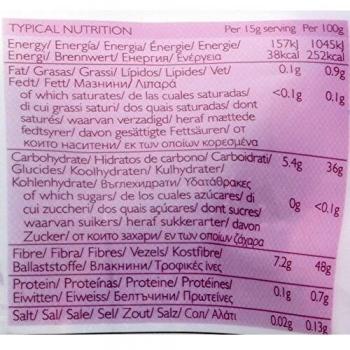 TYPICAL NUTRITION Per 15g serving Per 100g
Energy/ Energía/ Energia/ Énergie/ Energie/ 157kJ 1045kJ
Energi/ Brennwert/ Енергия/ Ενέργεια 38kcal 252kcal
Fat/ Grasas/ Grassi/ Lípidos/ Lipides/ Vet/ 0.1g 0.9g
Fedt/ Fett/ Мазнини/ Λιπαρά
of which saturates/ de las cuales saturadas/ <0.1g 0.1g
di cui grassi saturi/ dos quais saturadas/ dont
saturés/ waarvan verzadigd/ heraf mættede
fedtsyrer/ davon gesättigte Fettsäuren/ от
които наситени/ εκ των οποίων κορεσμένα
Carbohydrate/ Hidratos de carbono/ Carboidrati/ 5.4g 36g
Glucides/ Koolhydraten/ Kulhydrater/
Kohlenhydrate/ Въглехидрати/ Υδατάθρακες
of which sugars/ de los cuales azúcares/ di 0g <0.1g
cui zuccheri/ dos quais açúcares/ dont sucres/
waarvan suikers/ heraf sukkerarter/ davon
Zucker/ от които захари/ εκ των οποίων ζάχαρα
Fibre/ Fibra/ Fibres/ Vezels/ Kostfibre/ 7.2g 48g
Ballaststoffe/ Влакнини/ Τροφικές ίνες
Protein/ Proteínas/ Proteine/ Protéines/ 0.1g 0.7g
Eiwitten/ Eiweiss/ Белтъчини/ Πρωτείνες
Salt/ Sal/ Sale/ Sel/ Zout/ Salz/ Сол/ Αλάτι 0.02g 0.13g